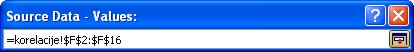 Source Data - Values:
=korelacije!$F$2:$F$16